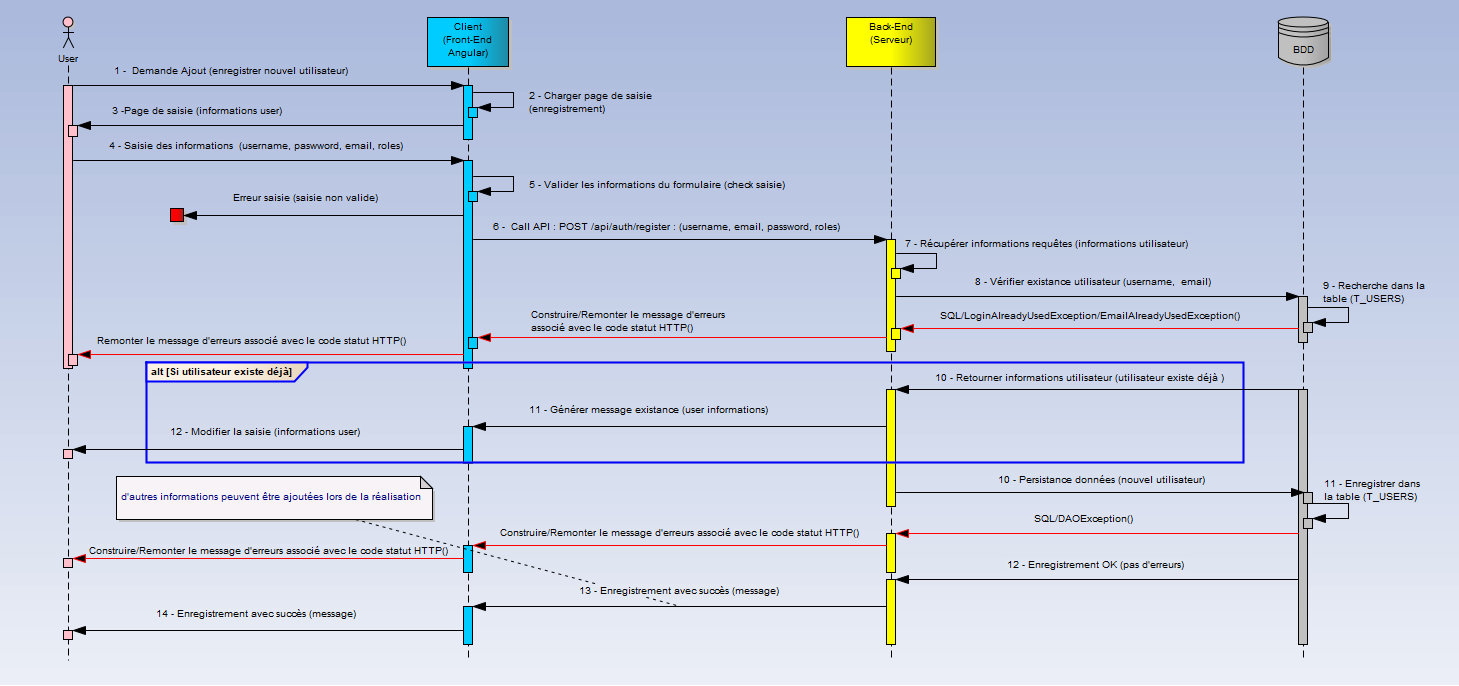 User
Client
(Front-End
Angular)
Back-End
(Serveur)
BDD
1 - Demande Ajout (enregistrer nouvel utilisateur)
2 - Charger page de saisie
(enregistrement)
3 -Page de saisie (informations user)
4 - Saisie des informations (username, paswword, email, roles)
5 - Valider les informations du formulaire (check saisie)
Erreur saisie (saisie non valide)
6 - Call API : POST /api/auth/register : (username, email, password, roles)
7 - Récupérer informations requêtes (informations utilisateur)
8 - Vérifier existance utilisateur (username, email)
9 - Recherche dans la
table (T_USERS)
SQL/LoginAlreadyUsedException/EmailAlreadyUsedException()
Construire/Remonter le message d'erreurs
associé avec le code statut HTTP()
Remonter le message d'erreurs associé avec le code statut HTTP()
alt [Si utilisateur existe déjà]
10 - Retourner informations utilisateur (utilisateur existe déjà )
11 - Générer message existance (user informations)
12 - Modifier la saisie (informations user)
d'autres informations peuvent être ajoutées lors de la réalisation
10 - Persistance données (nouvel utilisateur)
11 - Enregistrer dans
la table (T_USERS)
SQL/DAOException()
Construire/Remonter le message d'erreurs associé avec le code statut HTTP()
Construire/Remonter le message d'erreurs associé avec le code statut HTTP()
12 - Enregistrement OK (pas d'erreurs)
13 - Enregistrement avec succès (message)
14 - Enregistrement avec succès (message)